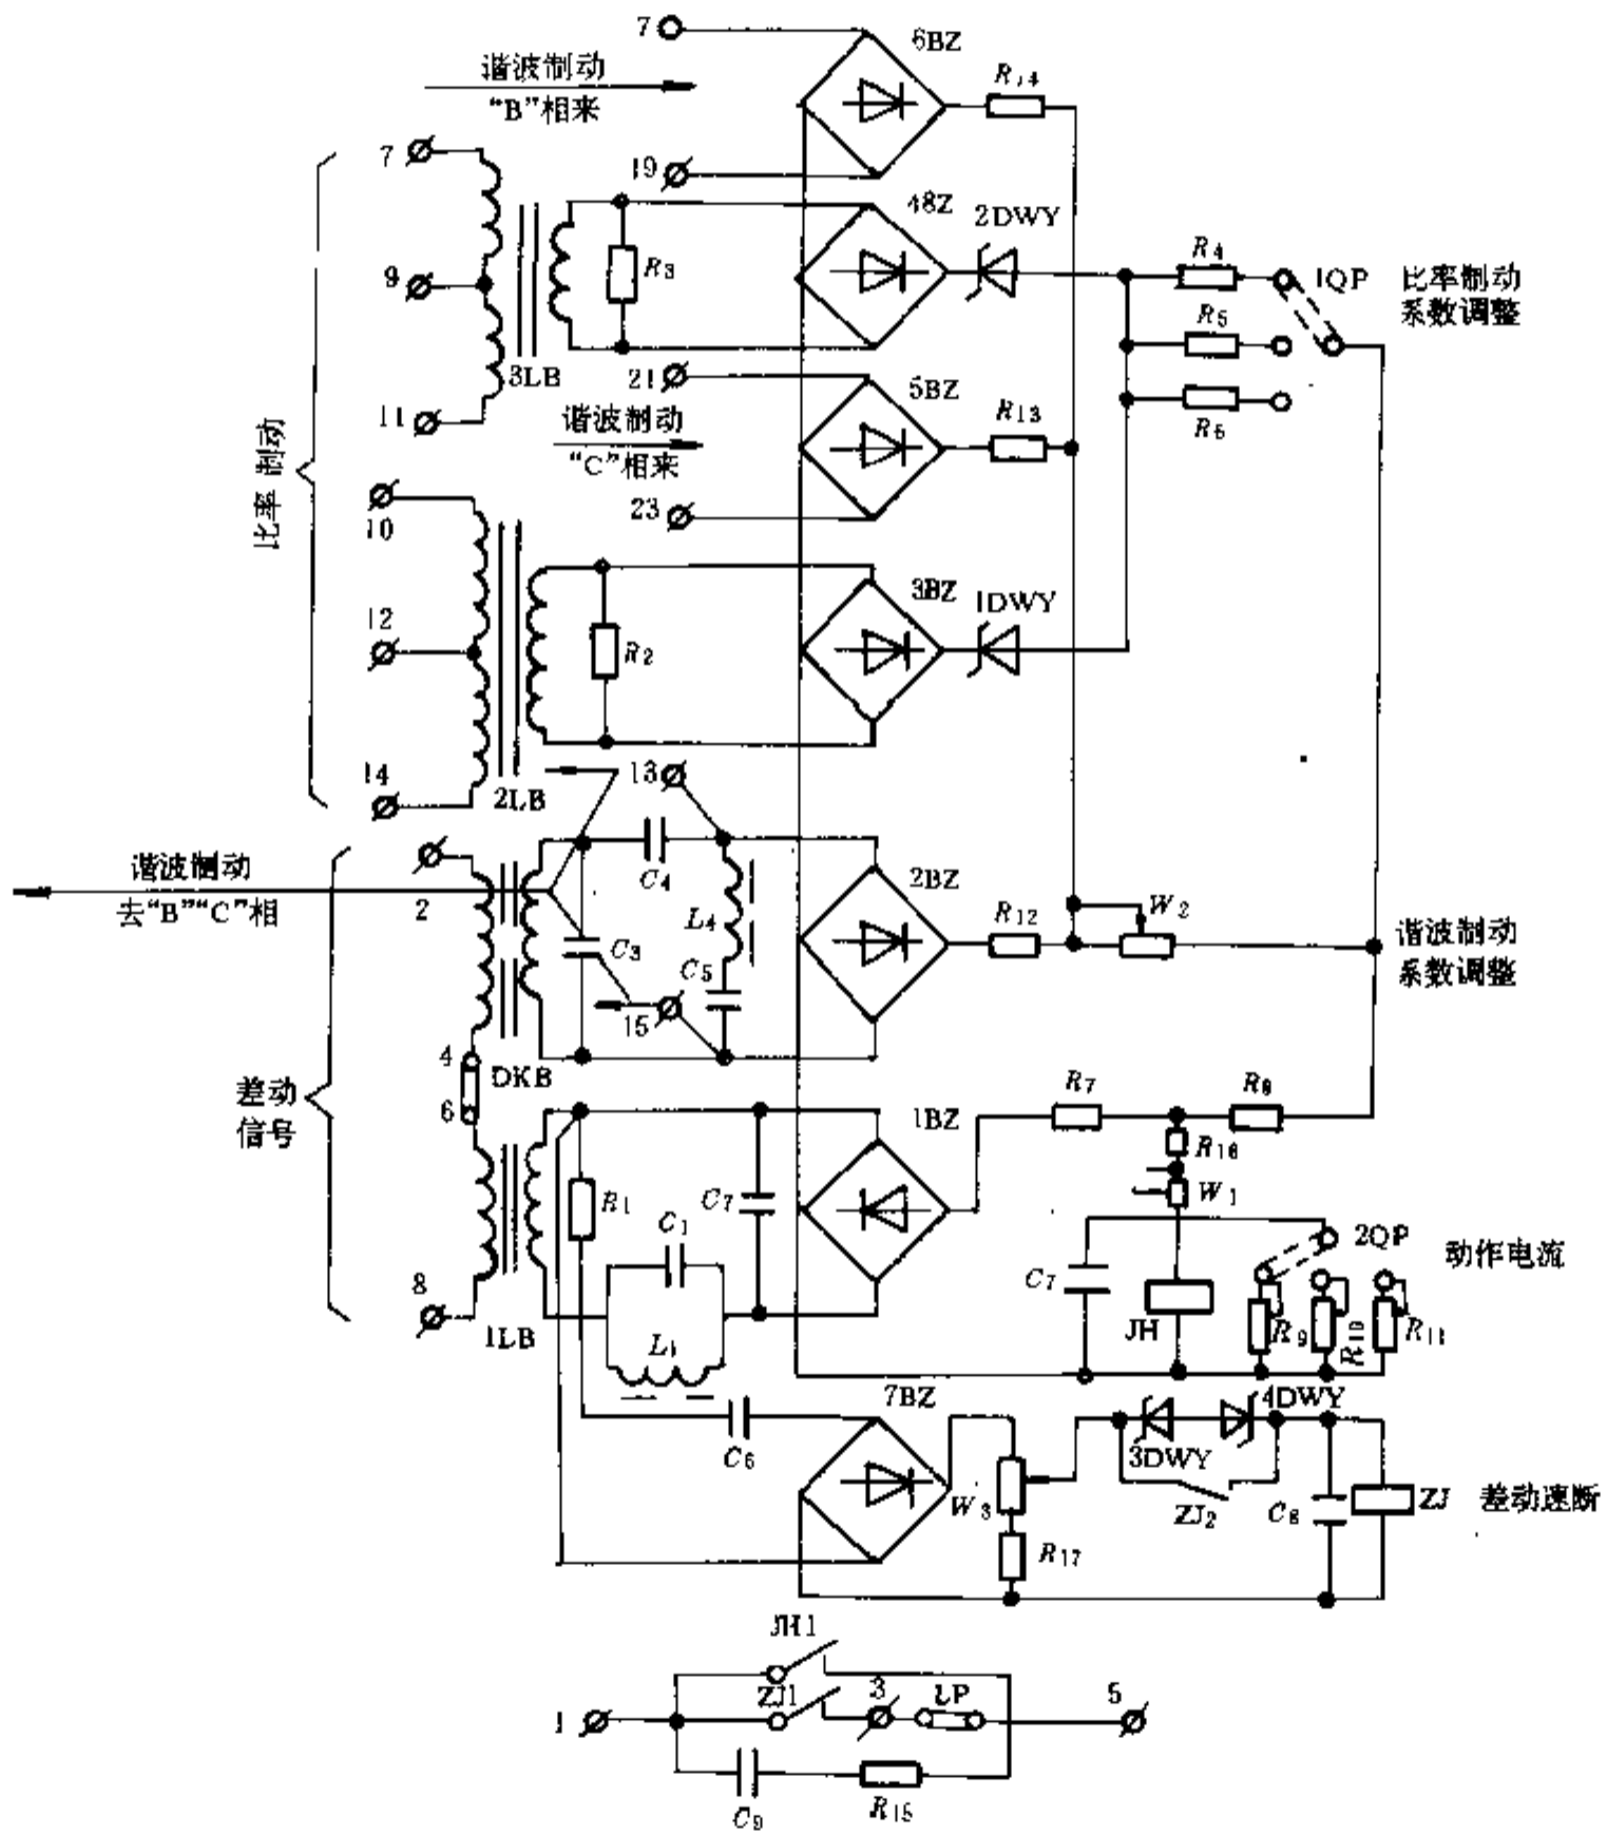 7
6BZ
谐波制动
“B”相来
R14
7
19
48Z
2DWY
R4
1QP
比率制动
系数调整
9
R3
R5
3LB
21
5BZ
R13
R6
11
谐波制动
“C”相来
比率制动
10
23
3BZ
1DWY
12
R2
14
2LB
13
谐波制动
去“B”“C”相
2
C4
2BZ
W2
L4
R12
C3
C5
谐波制动
系数调整
15
4
DKB
差动
信号
6
1BZ
R7
R8
R16
R1
C7
W1
C1
2QP
动作电流
8
C7
1LB
L1
JH
R9
R10
R11
7BZ
4DWY
C6
3DWY
W3
ZJ2
C8
ZJ
差动速断
R17
JH1
ZJ1
3
LP
5
1
C9
R15